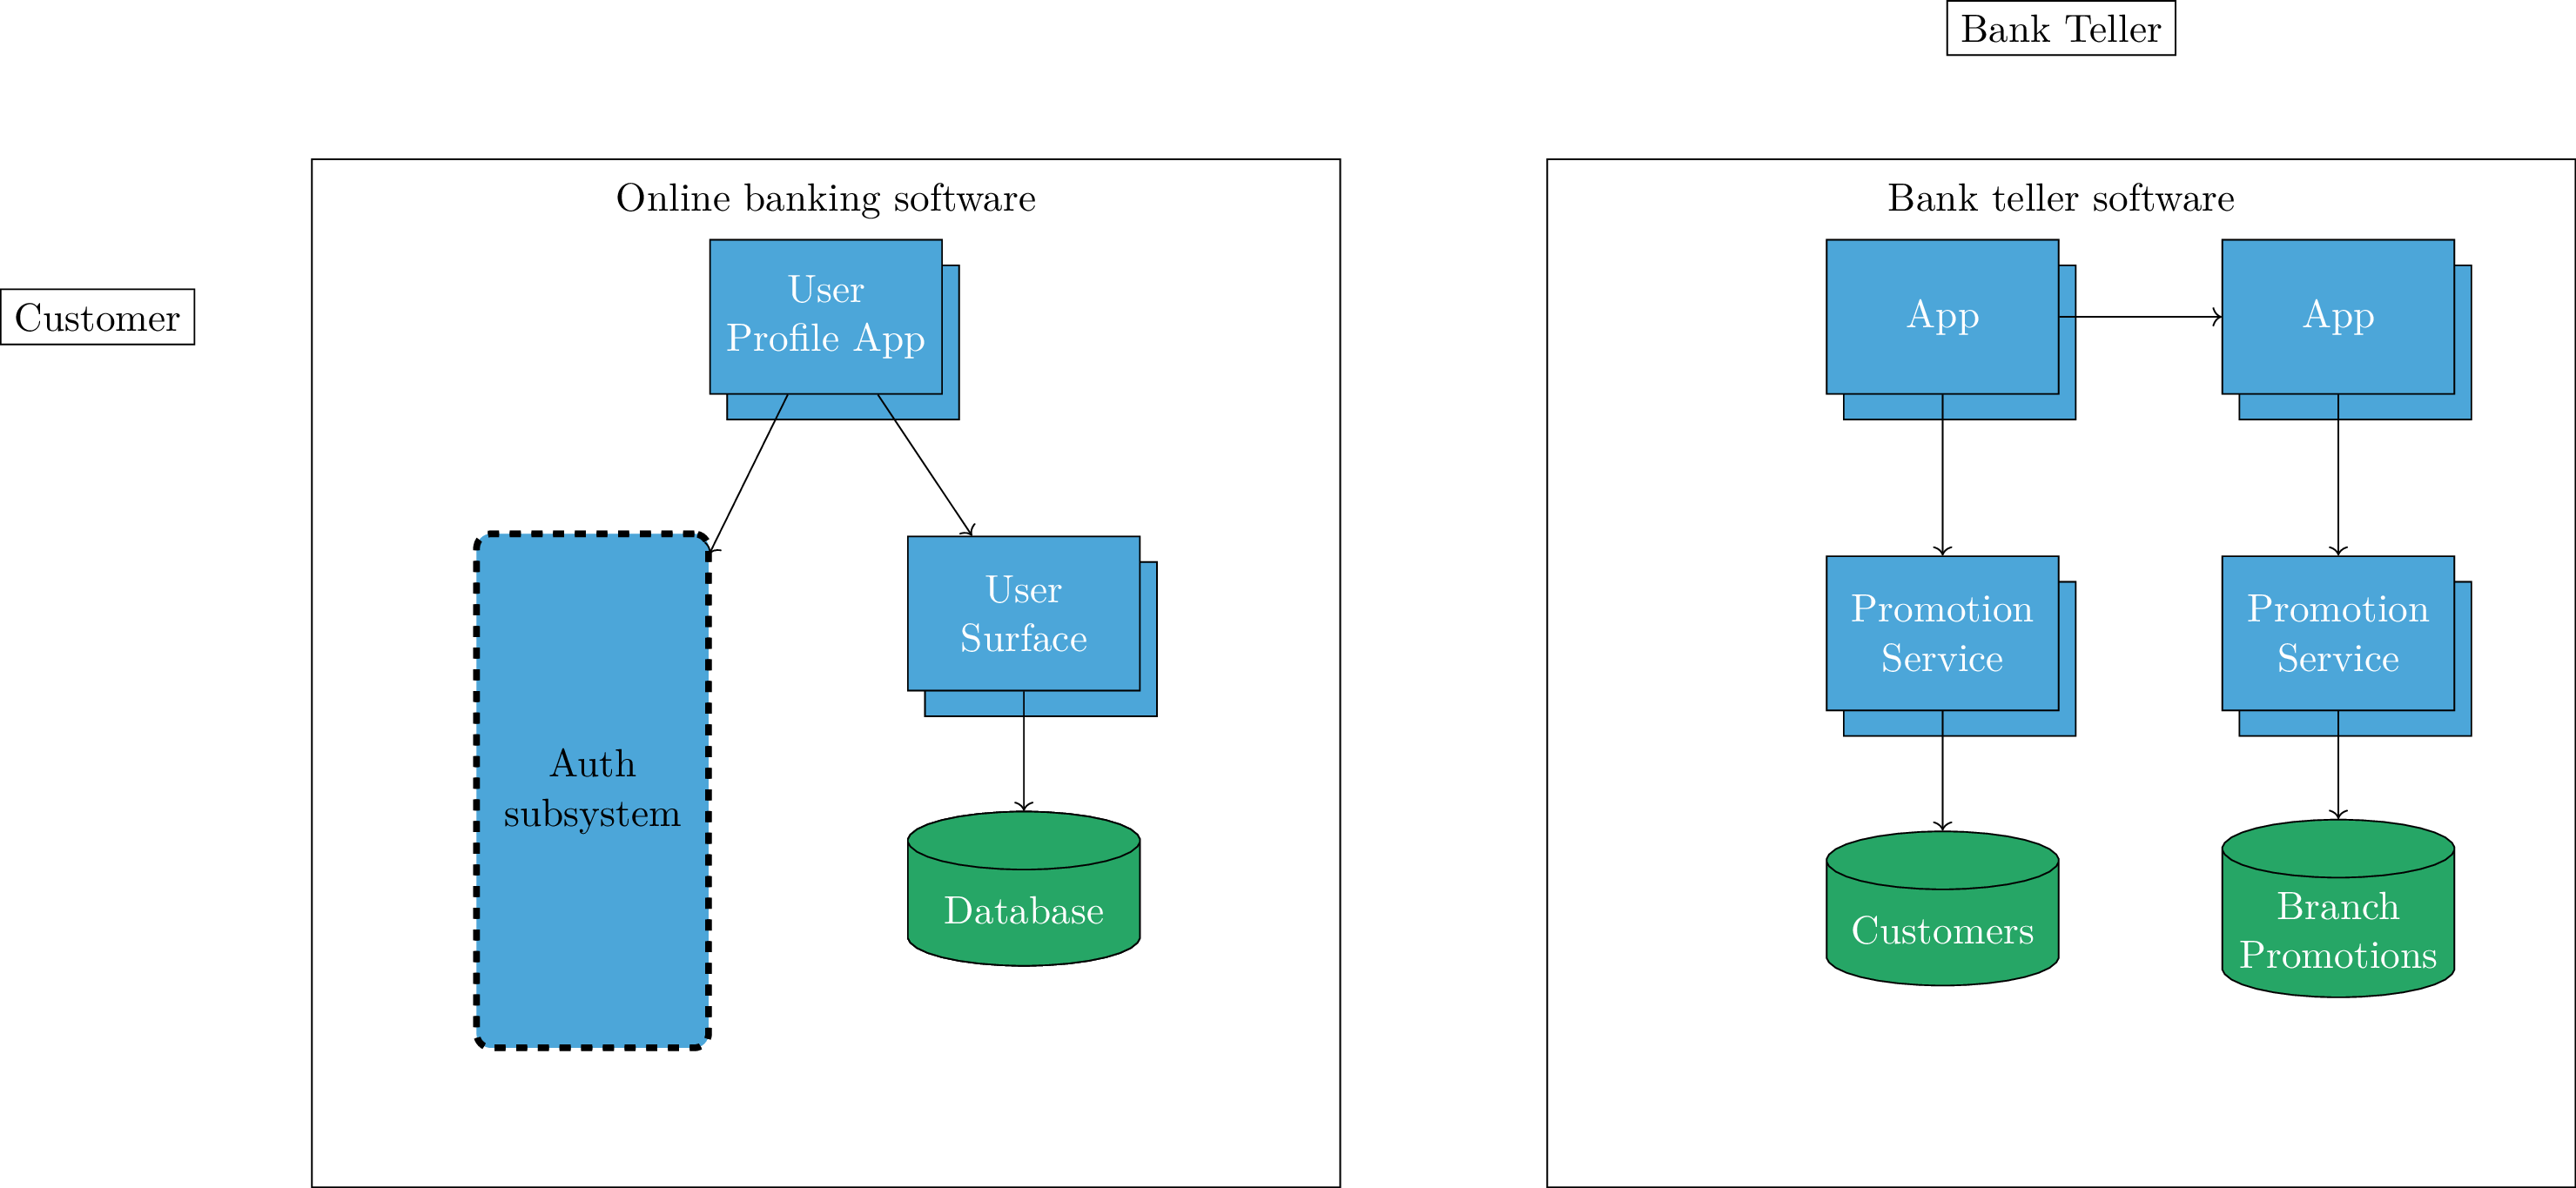 Bank Teller
Customer
Online banking software
User
Profile App
Auth
subsystem
User
Surface
Database
Bank teller software
App
App
Promotion
Service
Promotion
Service
Customers
Branch
Promotions